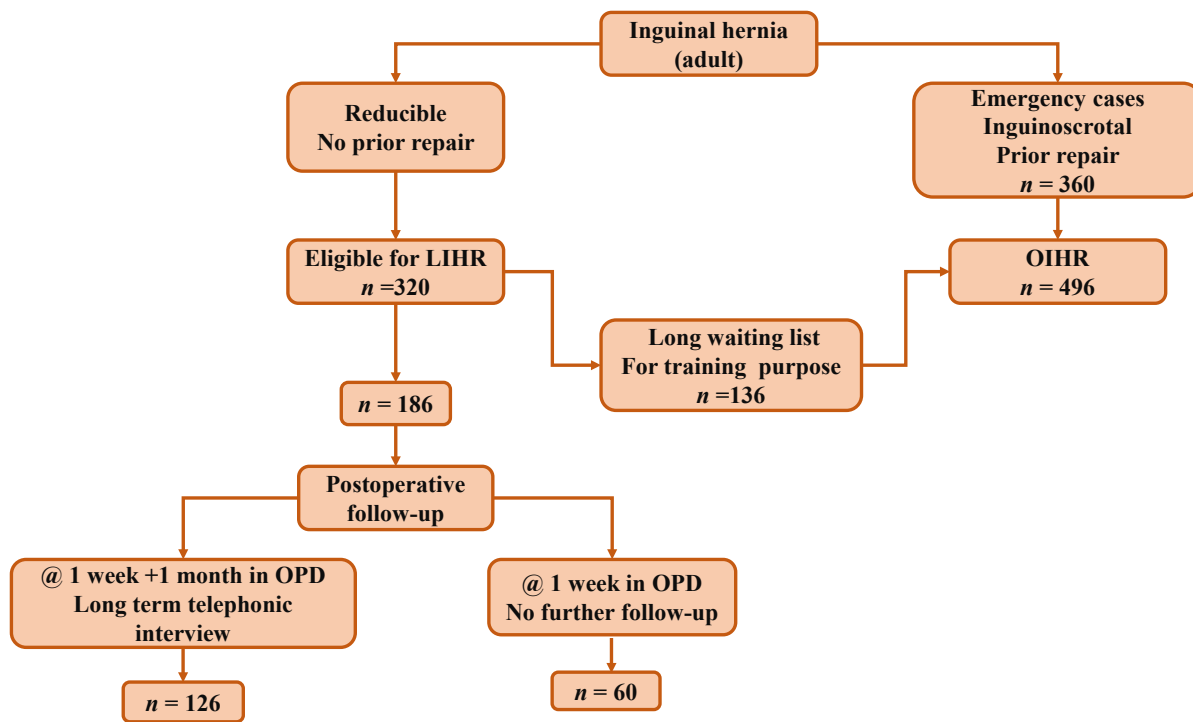 Inguinal hernia
(adult)
Reducible
No prior repair
Emergency cases
Inguinoscrotal
Prior repair
n = 360
Eligible for LIHR
n =320
OIHR
n = 496
Long waiting list
For training purpose
n =136
n = 186
Postoperative
follow-up
@ 1 week +1 month in OPD
Long term telephonic
interview
@ 1 week in OPD
No further follow-up
n = 126
n = 60